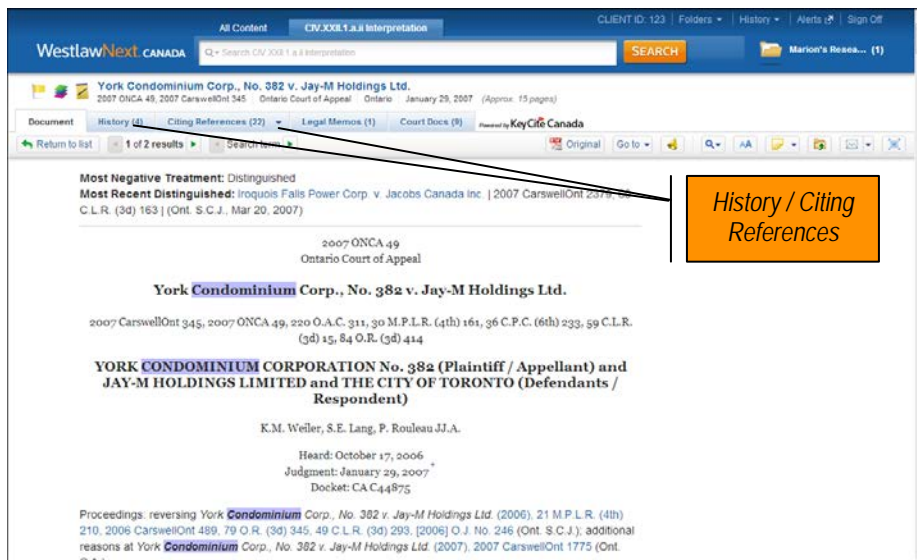 All Content CIV.XXII.1.a.ii Interpretation CLIENT ID: 123 Folders History Alerts Sign Off
WestlawNext CANADA Search CIV.XXII.1.a.ii Interpretation SEARCH Marion's Resea... (1)
York Condominium Corp., No. 382 v. Jay-M Holdings Ltd.
2007 ONCA 49, 2007 CarswellOnt 345 Ontario Court of Appeal Ontario January 29, 2007 (Approx. 15 pages)
Document History (4) Citing References (22) Legal Memos (1) Court Docs (9) Powered by KeyCite Canada
Return to list 1 of 2 results Search term Original Go to AA
Most Negative Treatment: Distinguished
Most Recent Distinguished: Iroquois Falls Power Corp. v. Jacobs Canada Inc. | 2007 CarswellOnt 2379, 60
C.L.R. (3d) 163 | (Ont. S.C.J., Mar 20, 2007)
History / Citing
References
2007 ONCA 49
Ontario Court of Appeal
York Condominium Corp., No. 382 v. Jay-M Holdings Ltd.
2007 CarswellOnt 345, 2007 ONCA 49, 220 O.A.C. 311, 30 M.P.L.R. (4th) 161, 36 C.P.C. (6th) 233, 59 C.L.R.
(3d) 15, 84 O.R. (3d) 414
YORK CONDOMINIUM CORPORATION No. 382 (Plaintiff / Appellant) and
JAY-M HOLDINGS LIMITED and THE CITY OF TORONTO (Defendants /
Respondent)
K.M. Weiler, S.E. Lang, P. Rouleau JJ.A.
Heard: October 17, 2006
Judgment: January 29, 2007 *
Docket: CA C44875
Proceedings: reversing York Condominium Corp., No. 382 v. Jay-M Holdings Ltd. (2006), 21 M.P.L.R. (4th)
210, 2006 CarswellOnt 489, 79 O.R. (3d) 345, 49 C.L.R. (3d) 293, [2006] O.J. No. 246 (Ont. S.C.J.); additional
reasons at York Condominium Corp., No. 382 v. Jay-M Holdings Ltd. (2007), 2007 CarswellOnt 1775 (Ont.